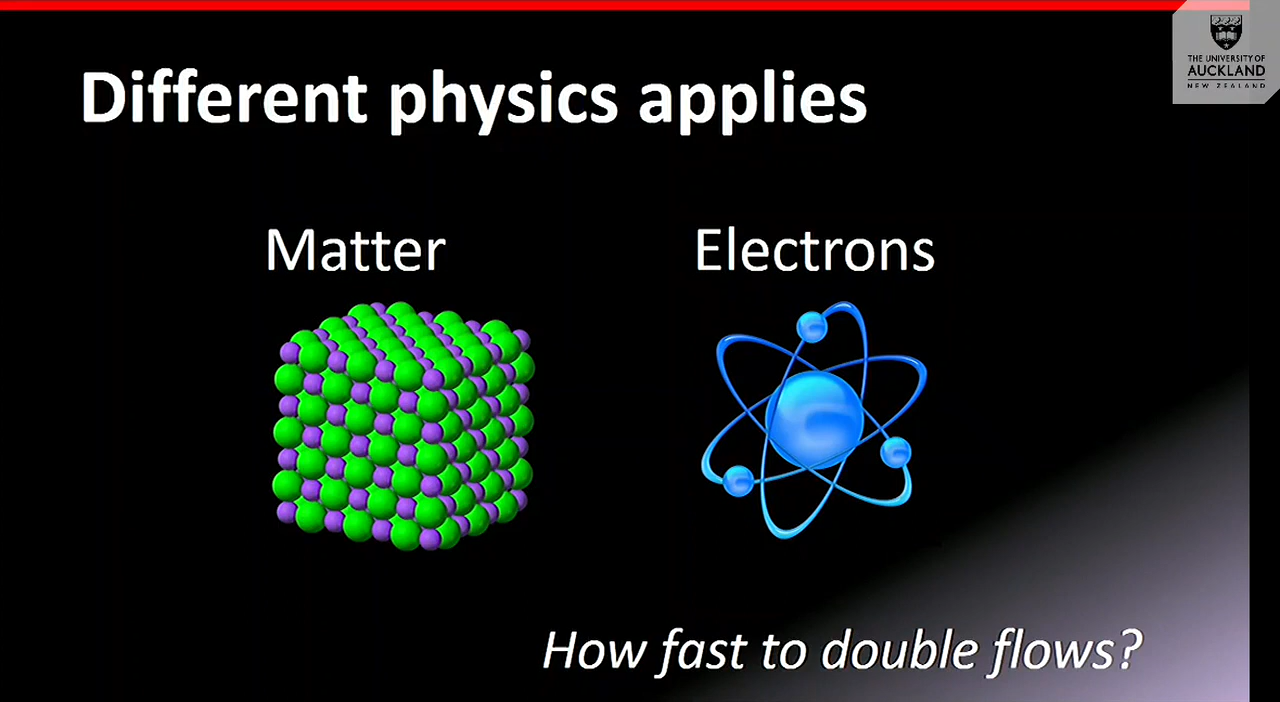 THE UNIVERSITY OF
AUCKLAND
NEW ZEALAND
Different physics applies
Matter
Electrons
How fast to double flows?